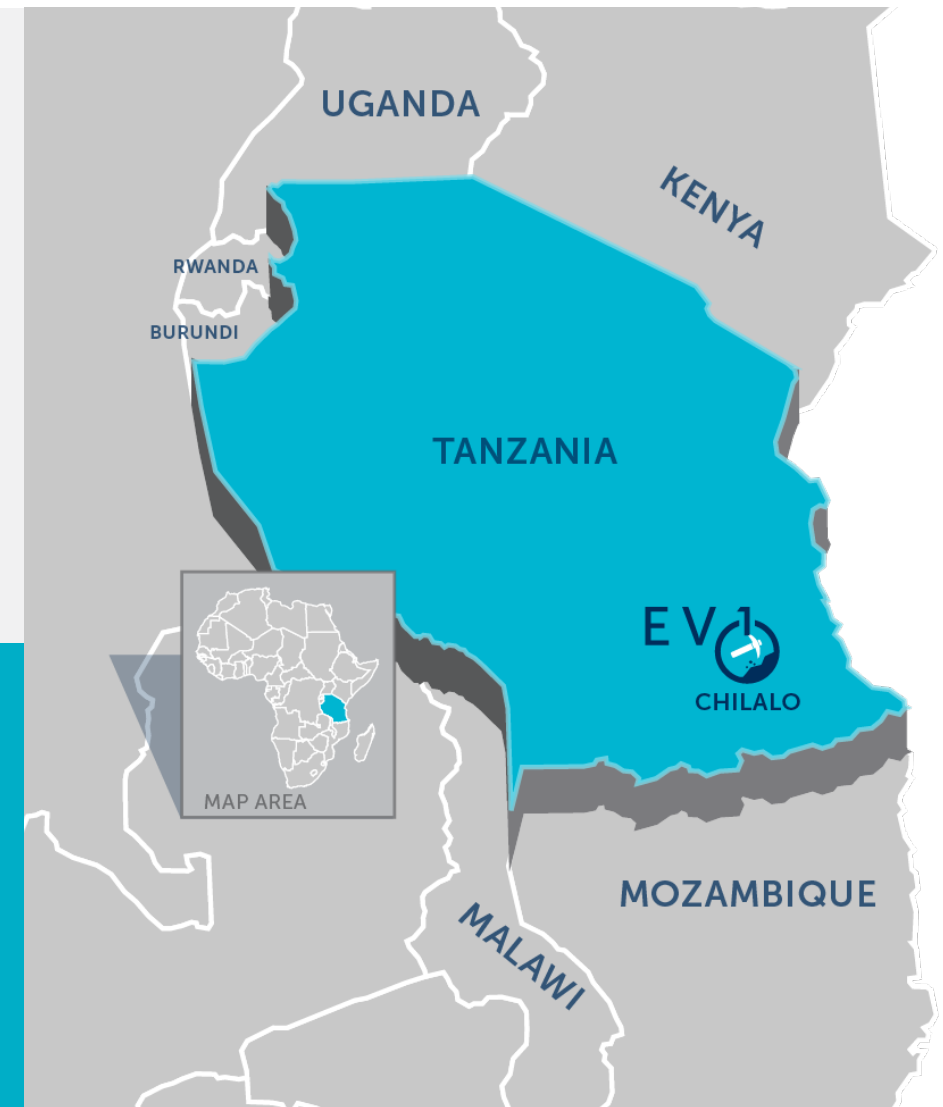 UGANDA
KENYA
RWANDA
BURUNDI
TANZANIA
EV1
CHILALO
MAP AREA
MOZAMBIQUE
MALAWI